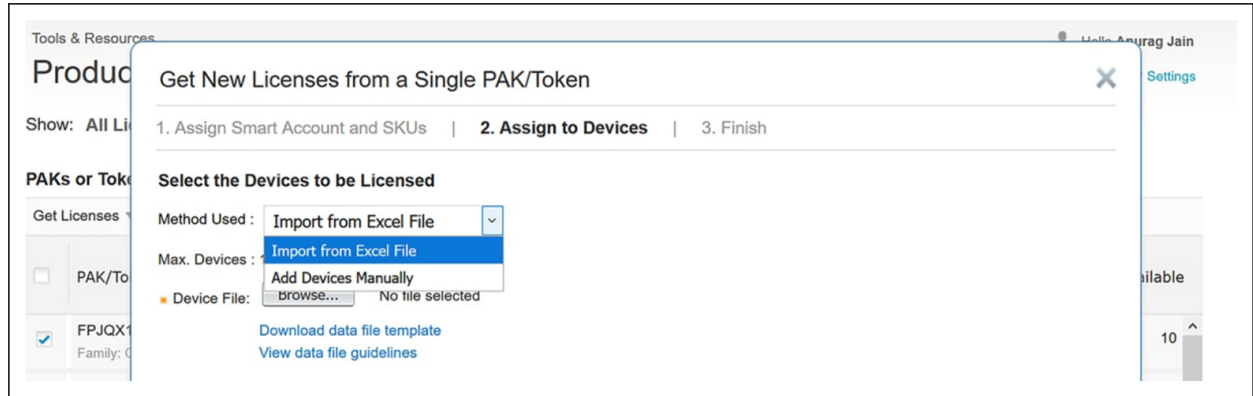 Tools & Resources
Hello Anurag Jain
Produc
Settings
Get New Licenses from a Single PAK/Token
Show: All Li
1. Assign Smart Account and SKUs | 2. Assign to Devices | 3. Finish
PAKs or Toke
Select the Devices to be Licensed
Get Licenses
Method Used : Import from Excel File
Import from Excel File
Max. Devices :
Add Devices Manually
PAK/To
ailable
Device File: Browse... No file selected
FPJQX1
Download data file template
10
Family:
View data file guidelines